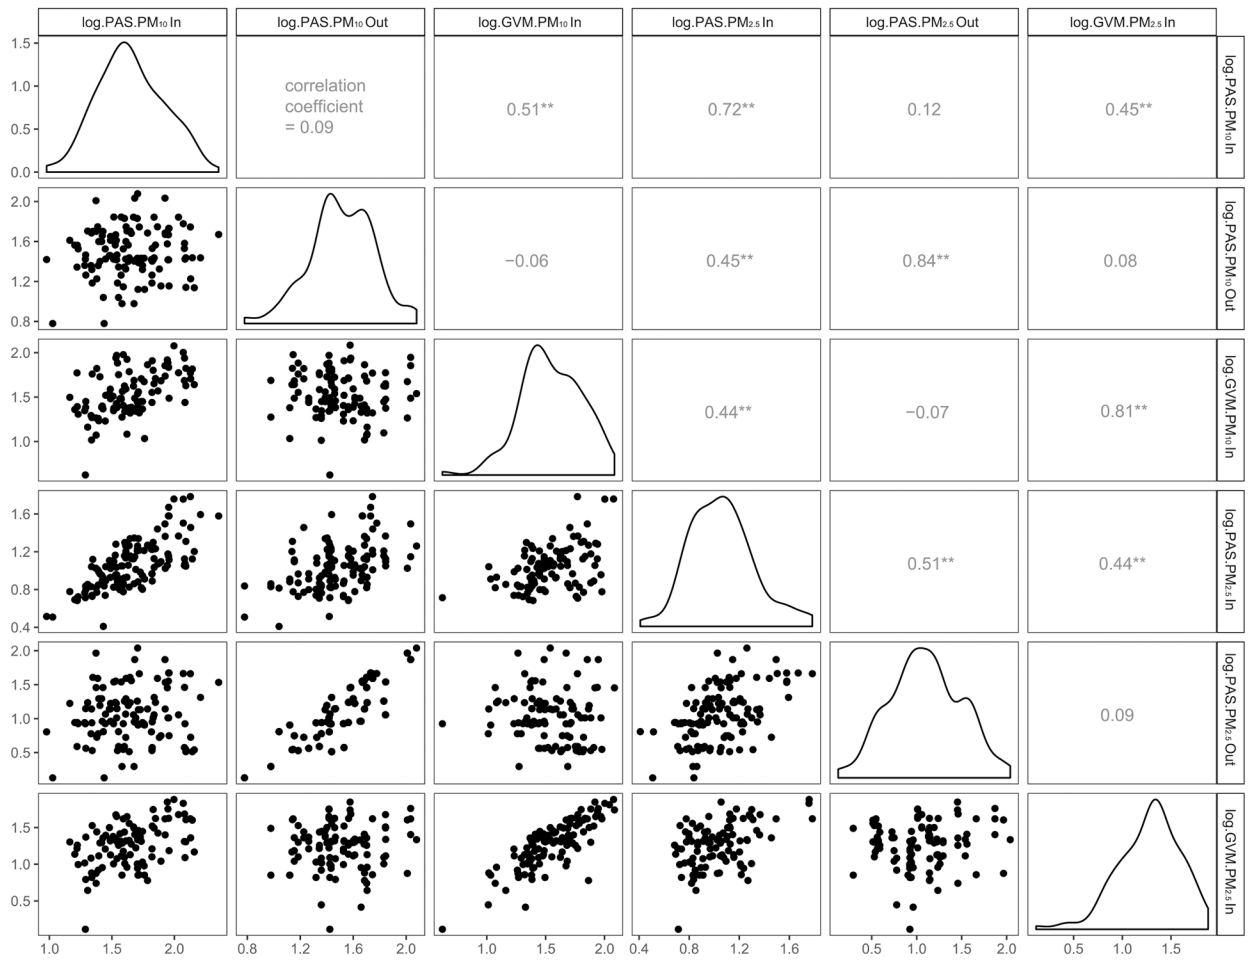 log.PAS.PM₁₀ In log.PAS.PM₁₀ Out log.GVM.PM₁₀ In log.PAS.PM₂.₅ In log.PAS.PM₂.₅ Out log.GVM.PM₂.₅ In
1.5
1.0
0.5
0.0
correlation
coefficient
= 0.09
0.51** 0.72** 0.12 0.45**
log.PAS.PM₁₀ In
2.0
1.6
1.2
0.8
−0.06 0.45** 0.84** 0.08
log.PAS.PM₁₀ Out
2.0
1.5
1.0
0.44** −0.07 0.81**
log.GVM.PM₁₀ In
1.6
1.2
0.8
0.4
0.51** 0.44**
log.PAS.PM₂.₅ In
2.0
1.5
1.0
0.5
0.09
log.PAS.PM₂.₅ Out
1.5
1.0
0.5
log.GVM.PM₂.₅ In
1.0 1.5 2.0 0.8 1.2 1.6 2.0 1.0 1.5 2.0 0.4 0.8 1.2 1.6 0.5 1.0 1.5 2.0 0.5 1.0 1.5